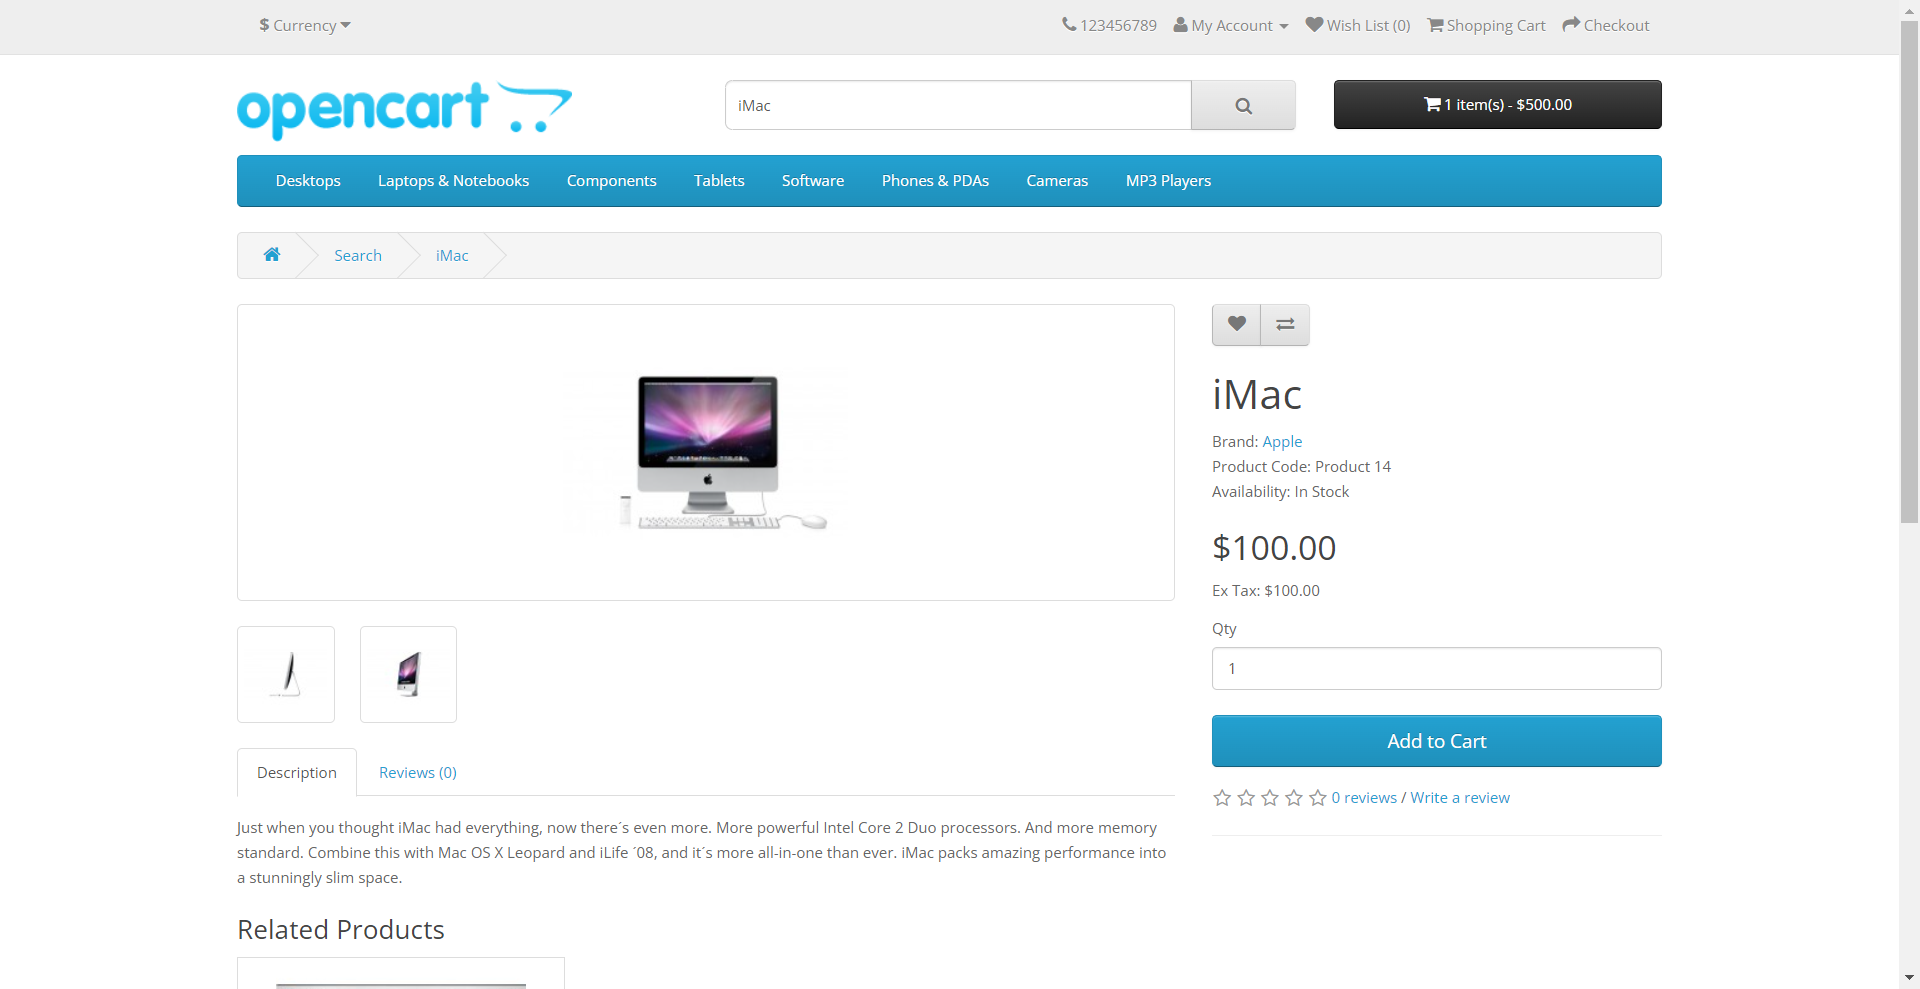 $ Currency
123456789 My Account Wish List (0) Shopping Cart Checkout
opencart
iMac
1 item(s) - $500.00
Desktops Laptops & Notebooks Components Tablets Software Phones & PDAs Cameras MP3 Players
Search iMac
iMac
Brand: Apple
Product Code: Product 14
Availability: In Stock
$100.00
Ex Tax: $100.00
Qty
1
Add to Cart
0 reviews / Write a review
Description Reviews (0)
Just when you thought iMac had everything, now there´s even more. More powerful Intel Core 2 Duo processors. And more memory
standard. Combine this with Mac OS X Leopard and iLife ´08, and it´s more all-in-one than ever. iMac packs amazing performance into
a stunningly slim space.
Related Products